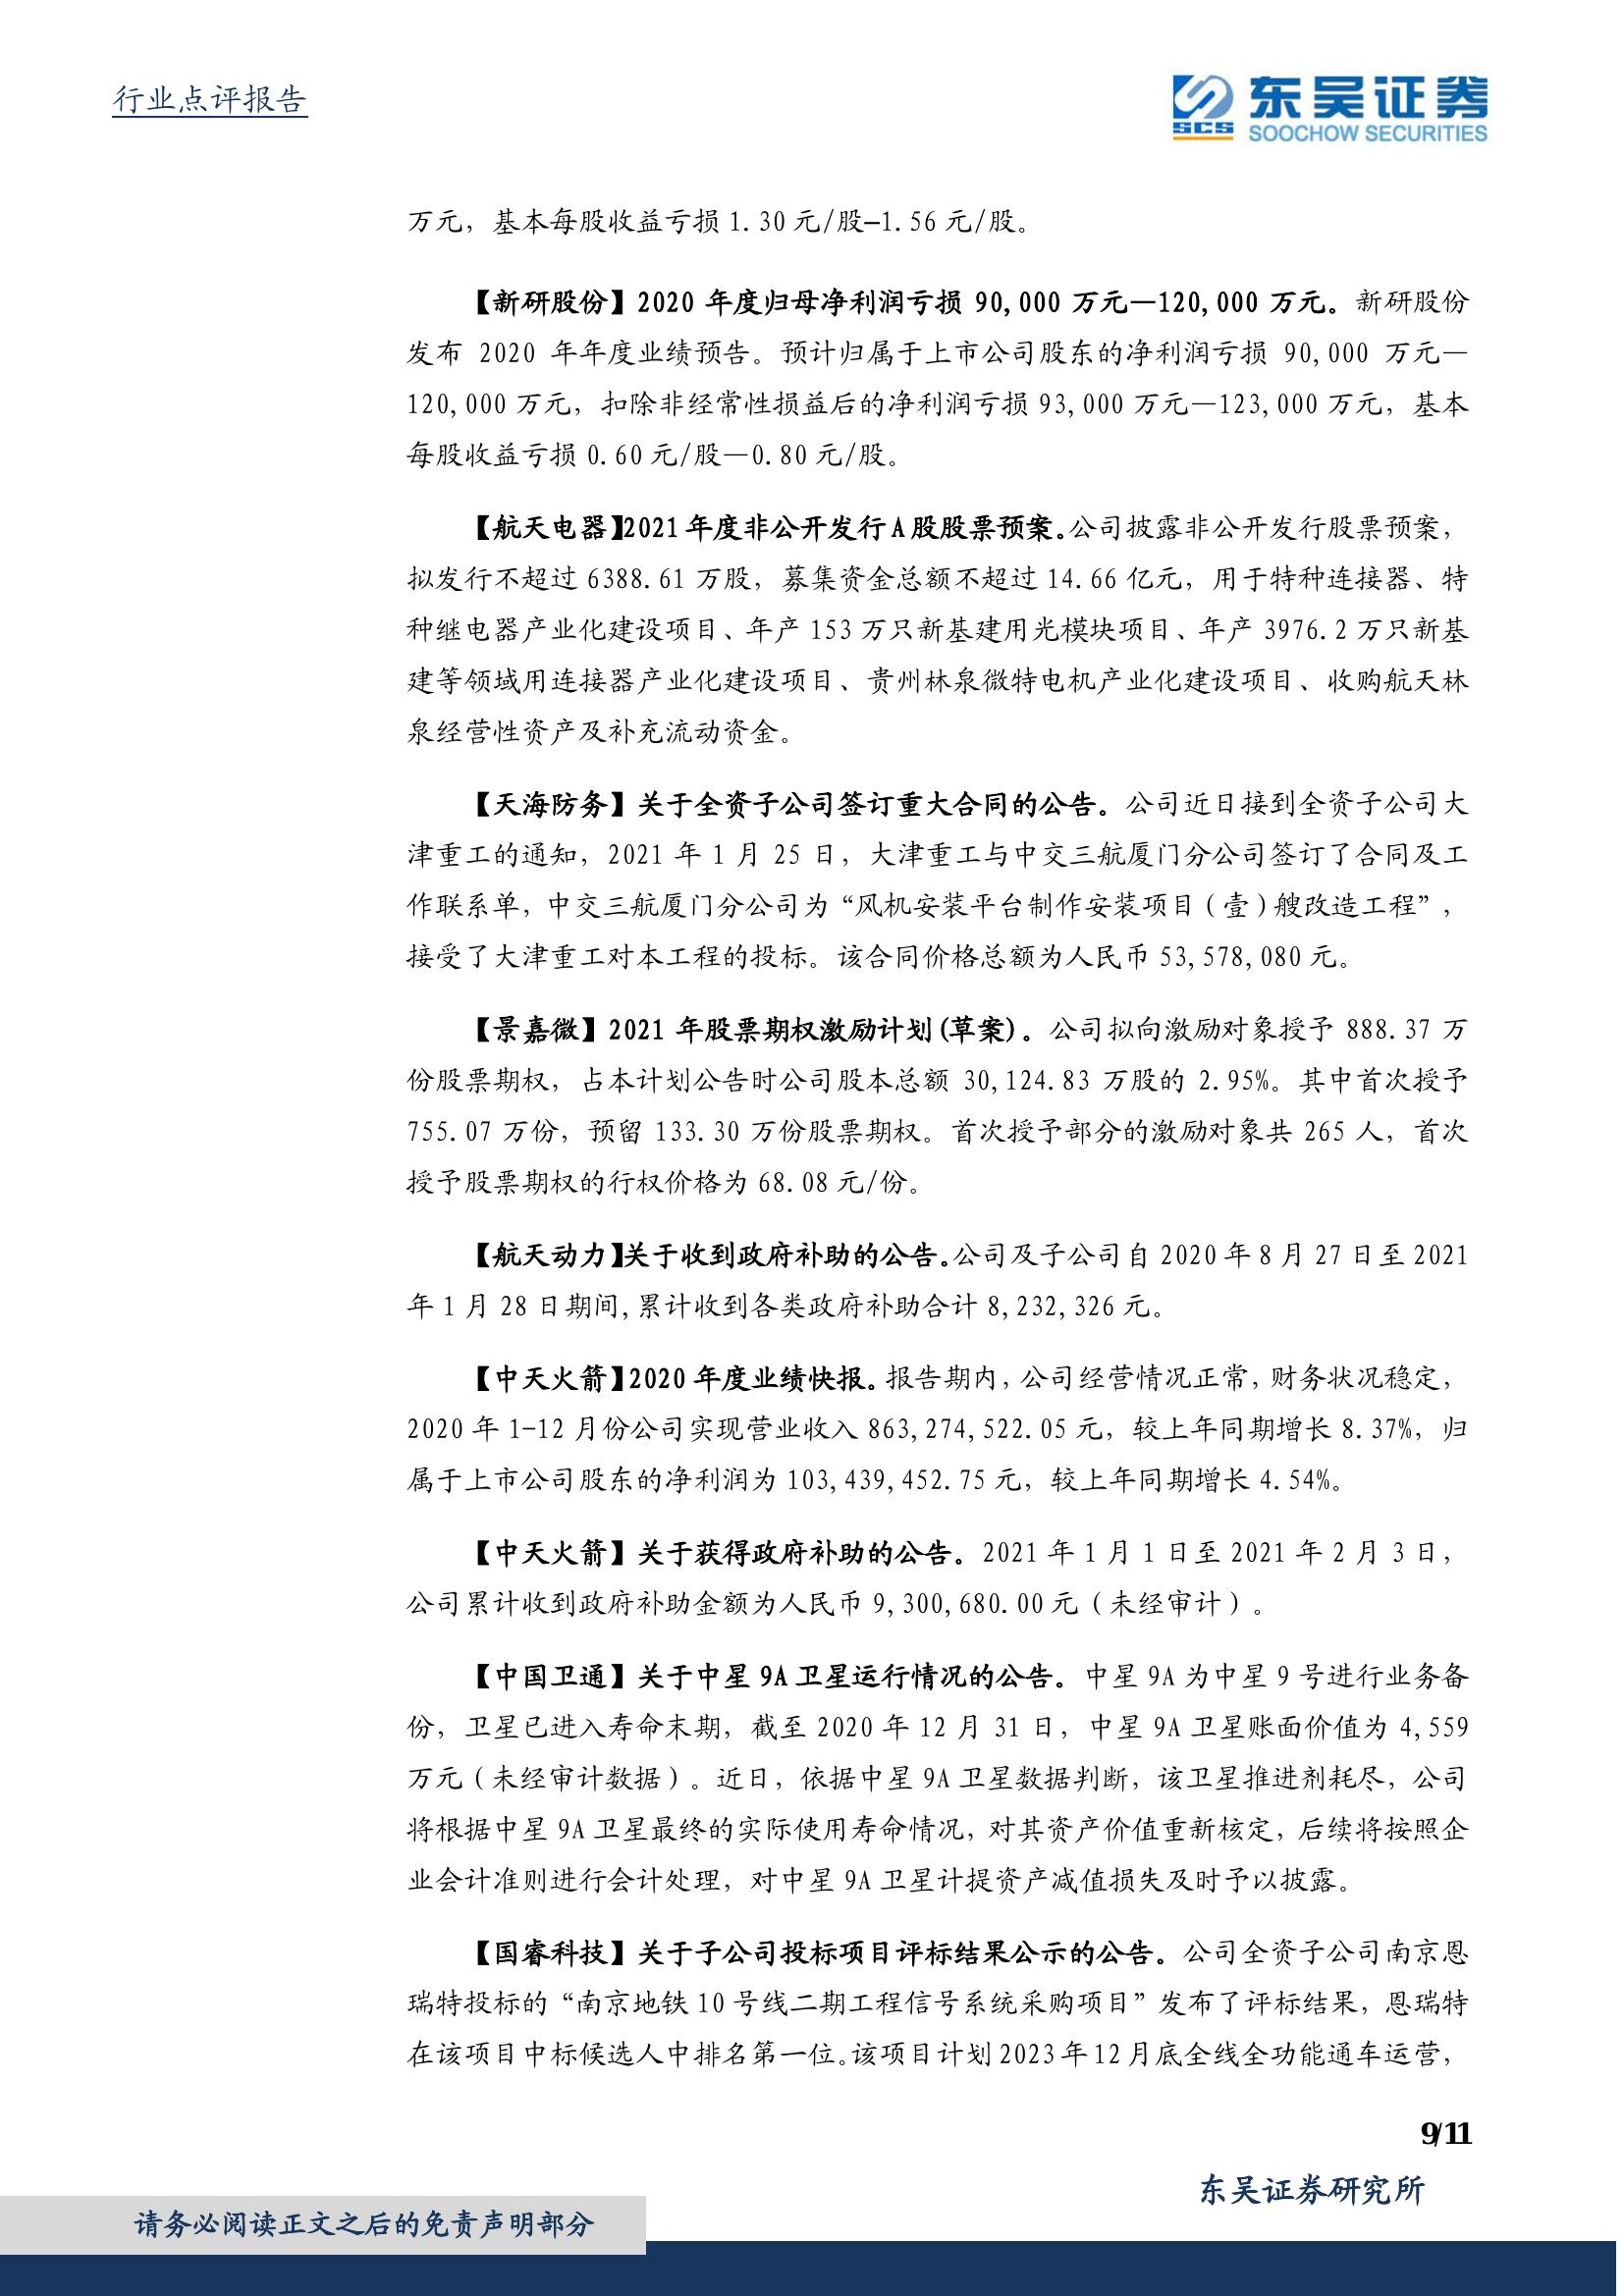 行业点评报告
东吴证券
SCS
SOOCHOW SECURITIES
万元，基本每股收益亏损 1.30 元/股–1.56 元/股。
【新研股份】2020 年度归母净利润亏损 90,000 万元—120,000 万元。新研股份
发布 2020 年年度业绩预告。预计归属于上市公司股东的净利润亏损 90,000 万元—
120,000 万元，扣除非经常性损益后的净利润亏损 93,000 万元—123,000 万元，基本
每股收益亏损 0.60 元/股—0.80 元/股。
【航天电器】2021 年度非公开发行 A 股股票预案。公司披露非公开发行股票预案，
拟发行不超过 6388.61 万股，募集资金总额不超过 14.66 亿元，用于特种连接器、特
种继电器产业化建设项目、年产 153 万只新基建用光模块项目、年产 3976.2 万只新基
建等领域用连接器产业化建设项目、贵州林泉微特电机产业化建设项目、收购航天林
泉经营性资产及补充流动资金。
【天海防务】关于全资子公司签订重大合同的公告。公司近日接到全资子公司大
津重工的通知，2021 年 1 月 25 日，大津重工与中交三航厦门分公司签订了合同及工
作联系单，中交三航厦门分公司为“风机安装平台制作安装项目（壹）艘改造工程”，
接受了大津重工对本工程的投标。该合同价格总额为人民币 53,578,080 元。
【景嘉微】2021 年股票期权激励计划(草案)。公司拟向激励对象授予 888.37 万
份股票期权，占本计划公告时公司股本总额 30,124.83 万股的 2.95%。其中首次授予
755.07 万份，预留 133.30 万份股票期权。首次授予部分的激励对象共 265 人，首次
授予股票期权的行权价格为 68.08 元/份。
【航天动力】关于收到政府补助的公告。公司及子公司自 2020 年 8 月 27 日至 2021
年 1 月 28 日期间,累计收到各类政府补助合计 8,232,326 元。
【中天火箭】2020 年度业绩快报。报告期内，公司经营情况正常，财务状况稳定，
2020 年 1-12 月份公司实现营业收入 863,274,522.05 元，较上年同期增长 8.37%，归
属于上市公司股东的净利润为 103,439,452.75 元，较上年同期增长 4.54%。
【中天火箭】关于获得政府补助的公告。2021 年 1 月 1 日至 2021 年 2 月 3 日，
公司累计收到政府补助金额为人民币 9,300,680.00 元（未经审计）。
【中国卫通】关于中星 9A 卫星运行情况的公告。中星 9A 为中星 9 号进行业务备
份，卫星已进入寿命末期，截至 2020 年 12 月 31 日，中星 9A 卫星账面价值为 4,559
万元（未经审计数据）。近日，依据中星 9A 卫星数据判断，该卫星推进剂耗尽，公司
将根据中星 9A 卫星最终的实际使用寿命情况，对其资产价值重新核定，后续将按照企
业会计准则进行会计处理，对中星 9A 卫星计提资产减值损失及时予以披露。
【国睿科技】关于子公司投标项目评标结果公示的公告。公司全资子公司南京恩
瑞特投标的“南京地铁 10 号线二期工程信号系统采购项目”发布了评标结果，恩瑞特
在该项目中标候选人中排名第一位。该项目计划 2023 年 12 月底全线全功能通车运营，
9/11
东吴证券研究所
请务必阅读正文之后的免责声明部分